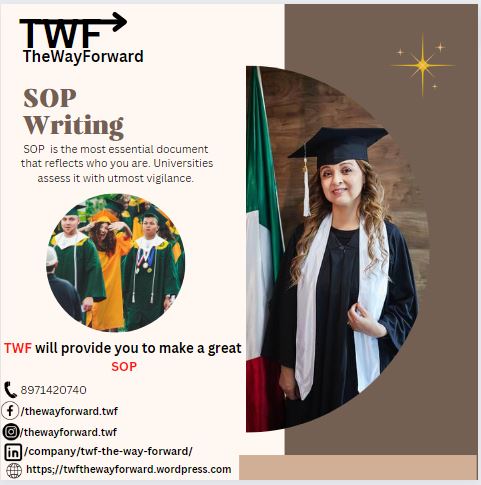 TWF
TheWayForward
SOP
Writing
SOP is the most essential document
that reflects who you are. Universities
assess it with utmost vigilance.
TWF will provide you to make a great
SOP
8971420740
/thewayforward.twf
/thewayforward.twf
/company/twf-the-way-forward/
https://twfthewayforward.wordpress.com